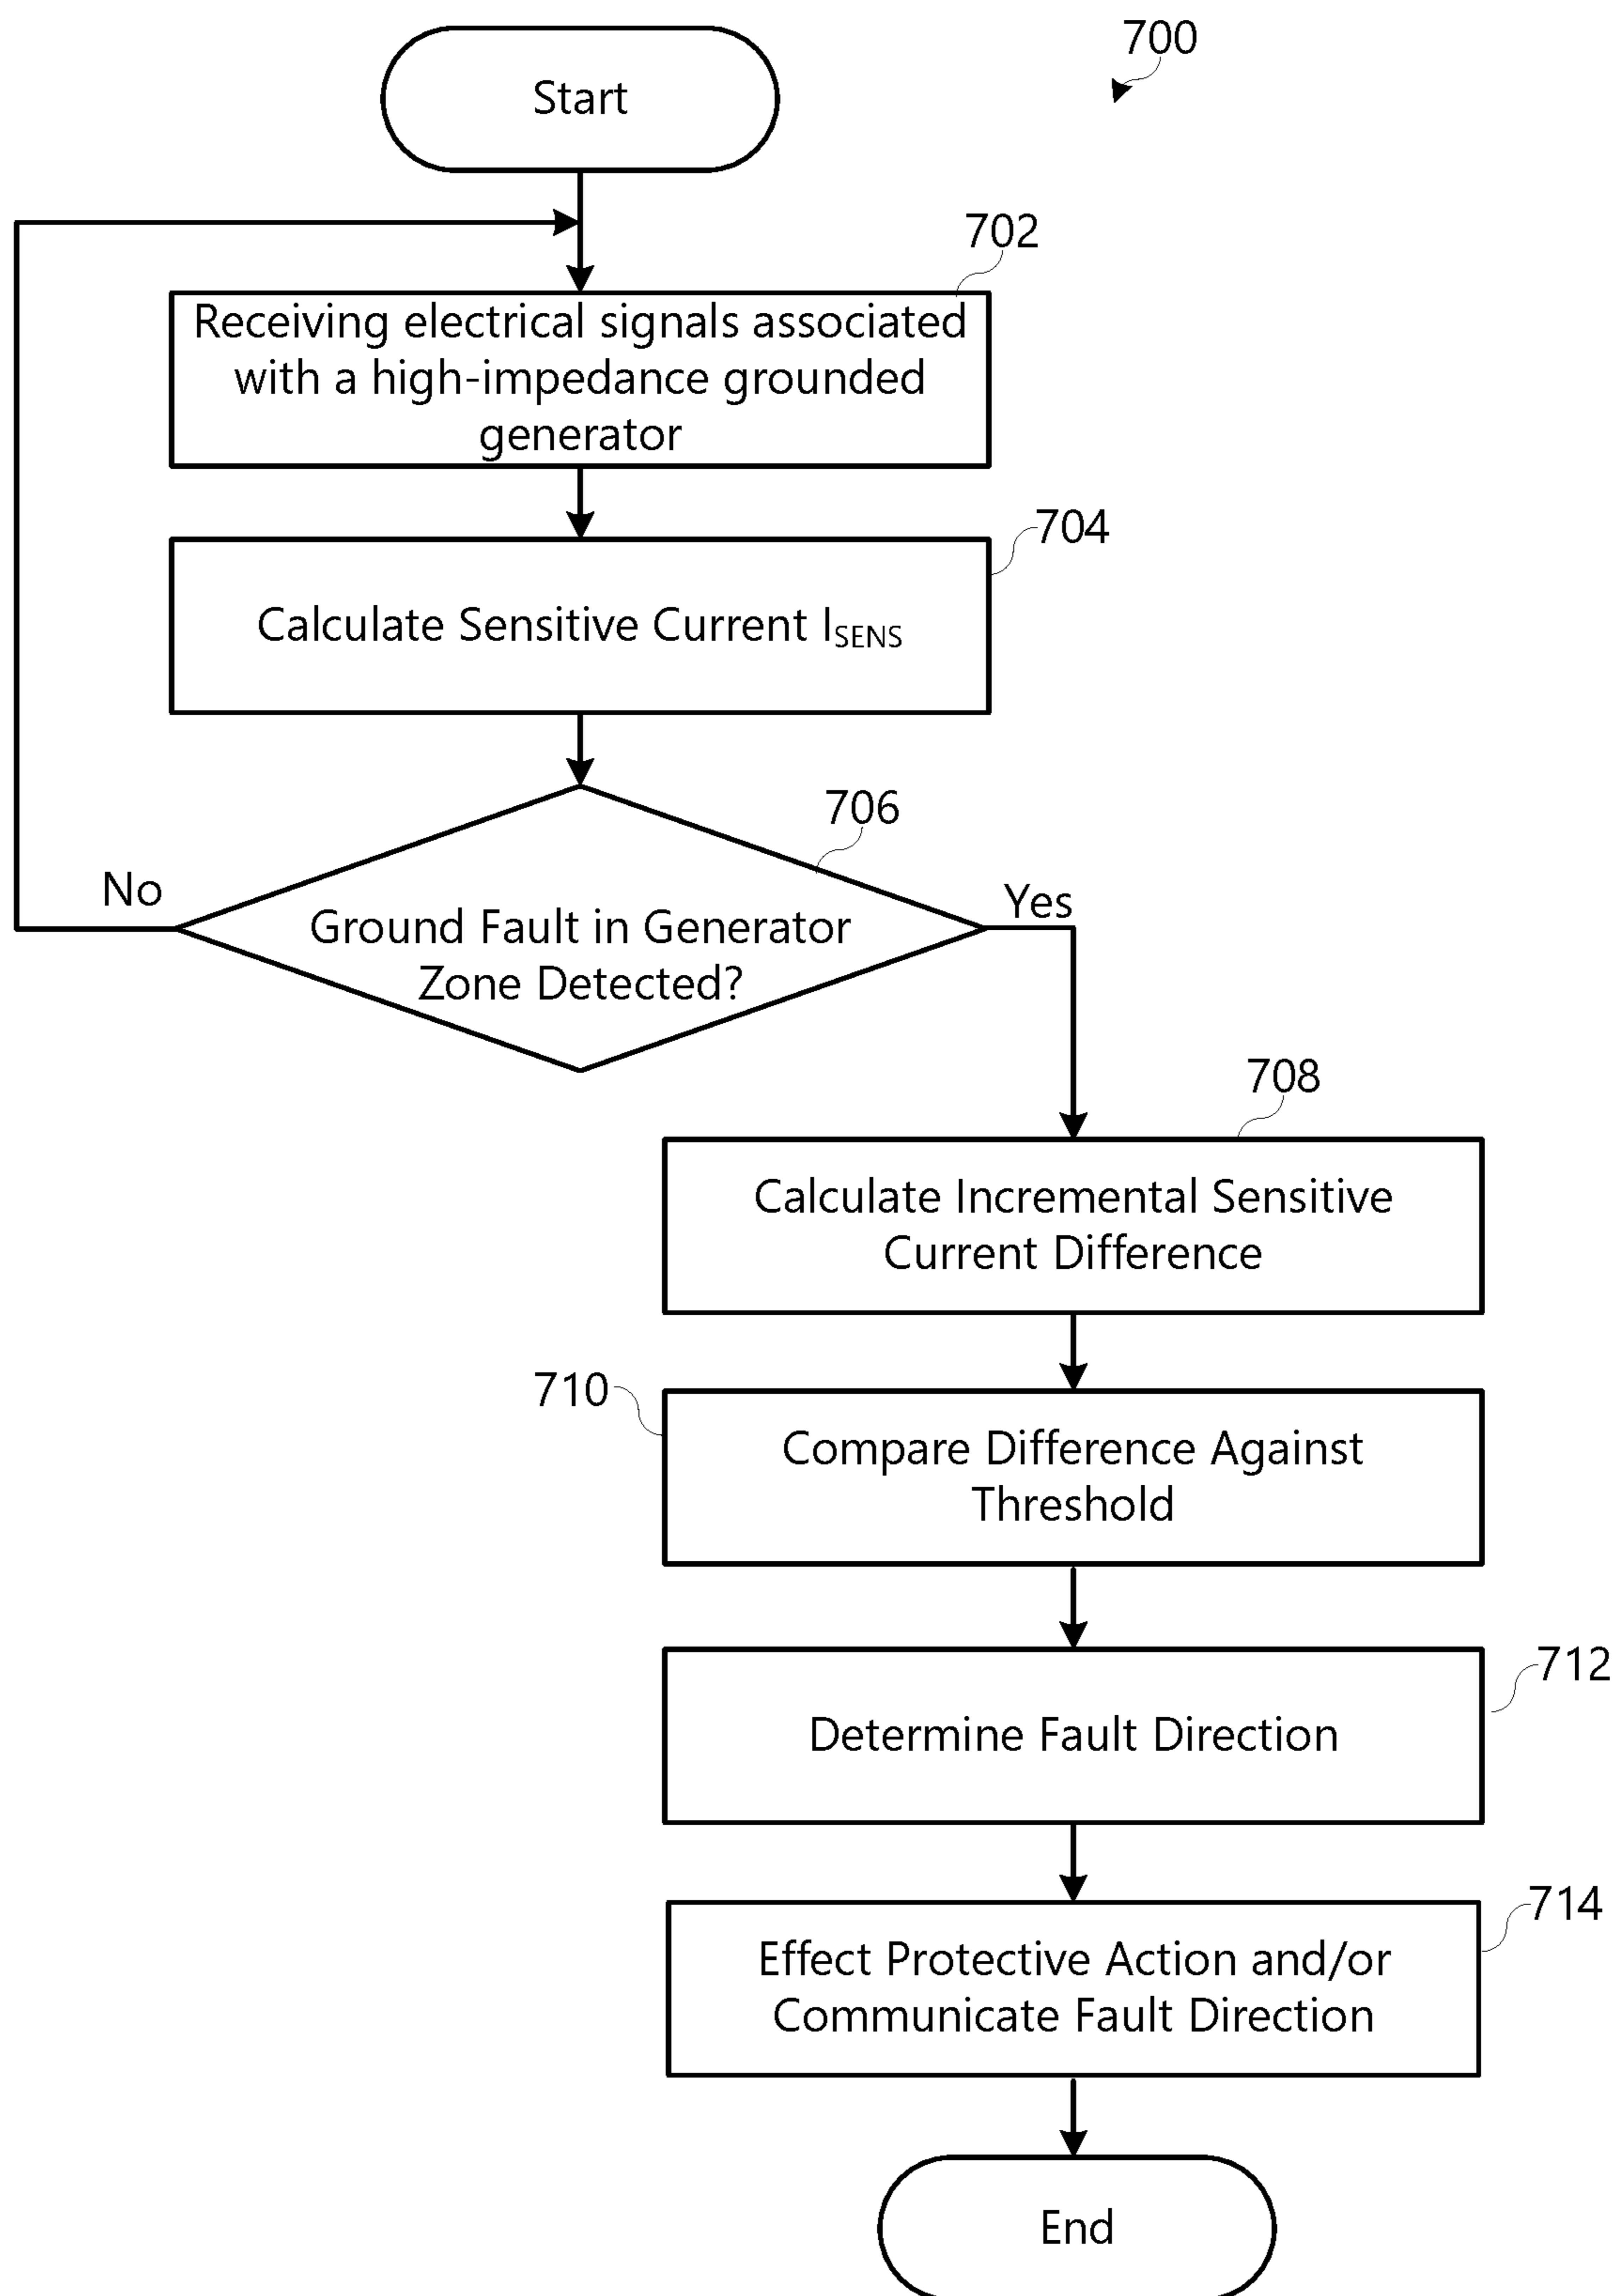 700
Start
702
Receiving electrical signals associated
with a high-impedance grounded
generator
704
Calculate Sensitive Current I_SENS
706
No
Yes
Ground Fault in Generator
Zone Detected?
708
Calculate Incremental Sensitive
Current Difference
710
Compare Difference Against
Threshold
712
Determine Fault Direction
714
Effect Protective Action and/or
Communicate Fault Direction
End